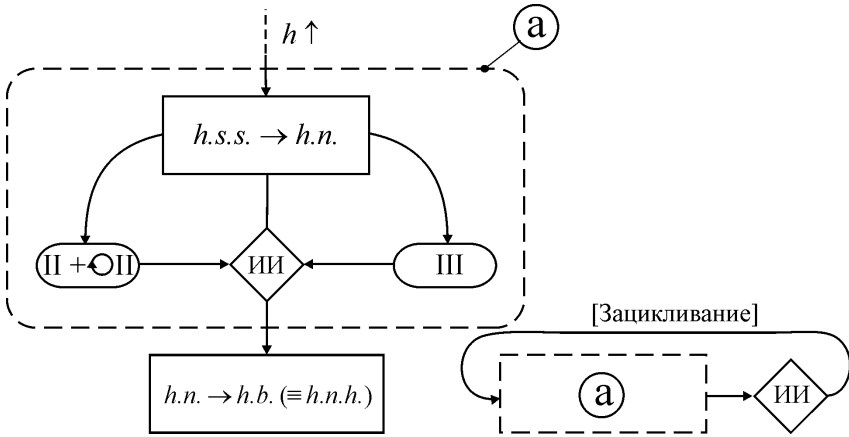 h ↑
а
h.s.s. → h.n.
II + ↺ II
ИИ
III
[Зацикливание]
h.n. → h.b. (≡ h.n.h.)
а
ИИ